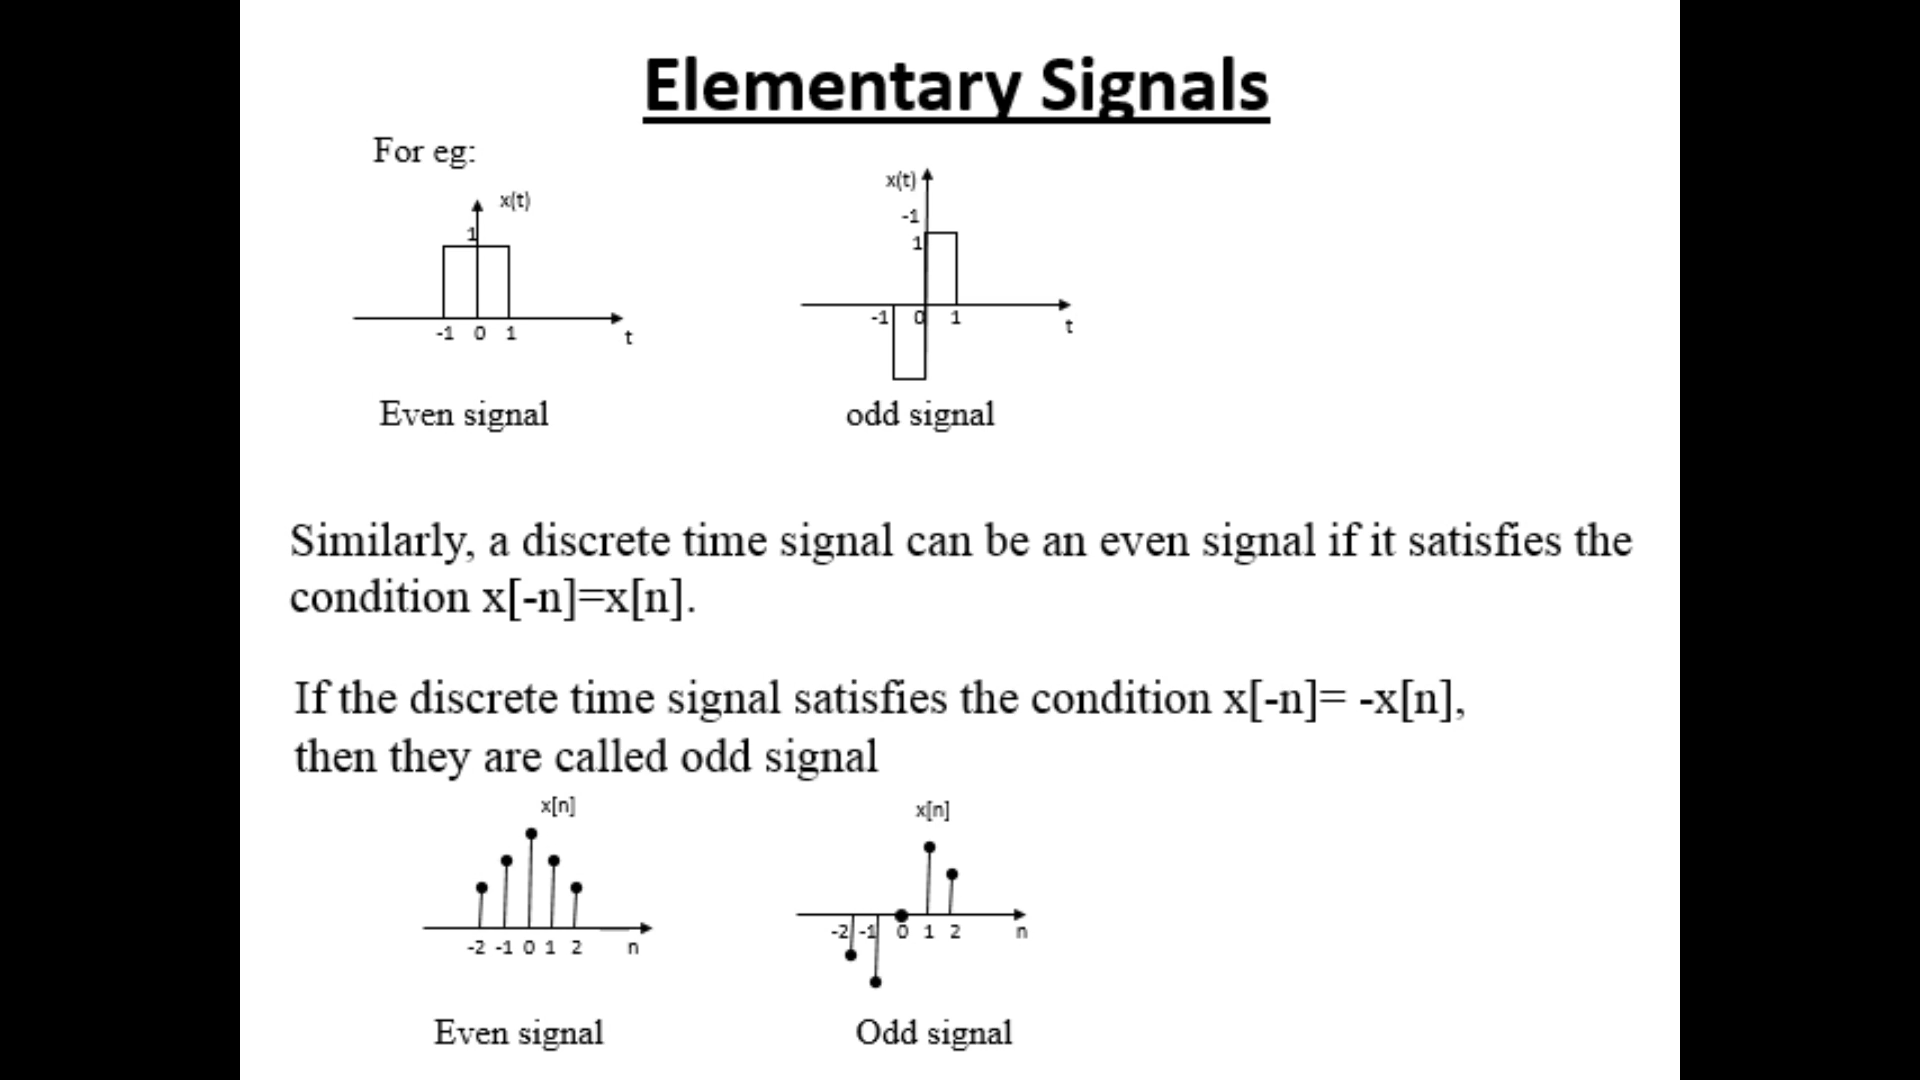 Elementary Signals
For eg:
x(t)
1
-1 0 1
t
Even signal
x(t)
-1
1
-1 0 1
t
odd signal
Similarly, a discrete time signal can be an even signal if it satisfies the
condition x[-n]=x[n].
If the discrete time signal satisfies the condition x[-n]= -x[n],
then they are called odd signal
x[n]
-2 -1 0 1 2
n
Even signal
x[n]
-2 -1 0 1 2
n
Odd signal